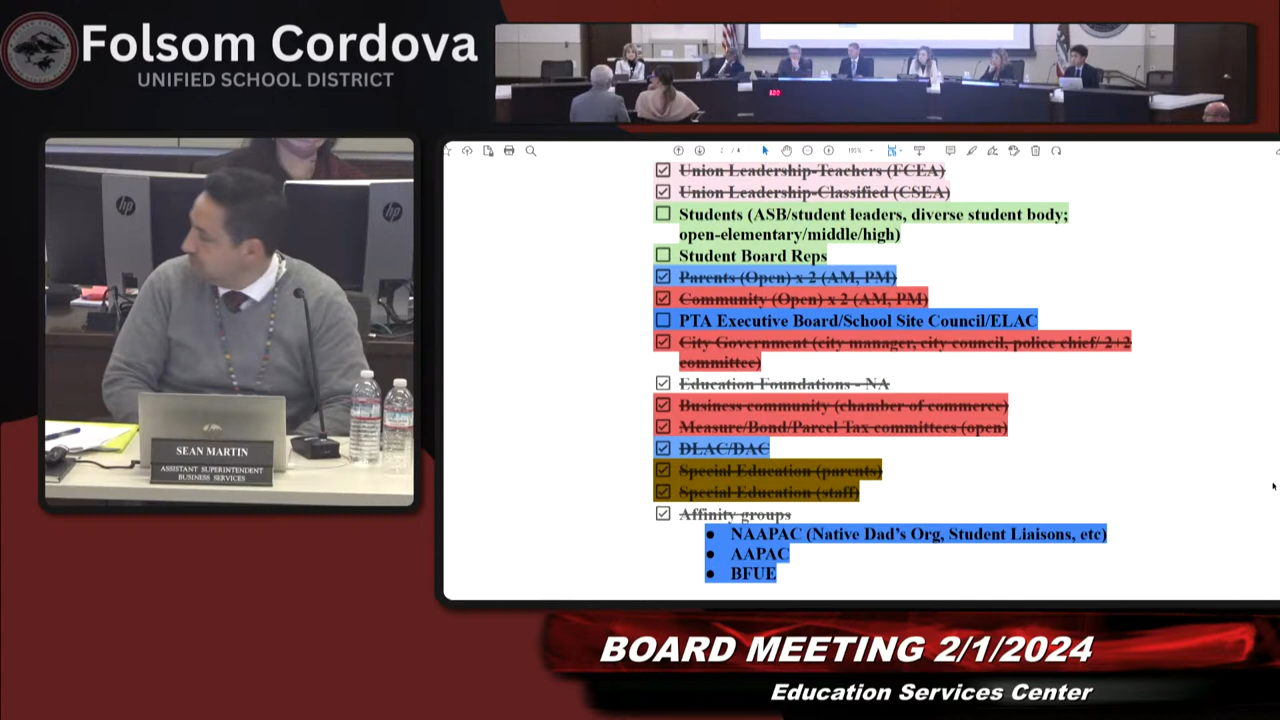 Folsom Cordova
UNIFIED SCHOOL DISTRICT
hp
hp
SEAN MARTIN
ASSISTANT SUPERINTENDENT
BUSINESS SERVICES
Union Leadership-Teachers (FCEA)
Union Leadership-Classified (CSEA)
Students (ASB/student leaders, diverse student body;
open-elementary/middle/high)
Student Board Reps
Parents (Open) x 2 (AM, PM)
Community (Open) x 2 (AM, PM)
PTA Executive Board/School Site Council/ELAC
City Government (city manager, city council, police chief/ 2+2
committee)
Education Foundations - NA
Business community (chamber of commerce)
Measure/Bond/Parcel Tax committees (open)
DLAC/DAC
Special Education (parents)
Special Education (staff)
Affinity groups
● NAAPAC (Native Dad's Org, Student Liaisons, etc)
● AAPAC
● BFUE
BOARD MEETING 2/1/2024
Education Services Center